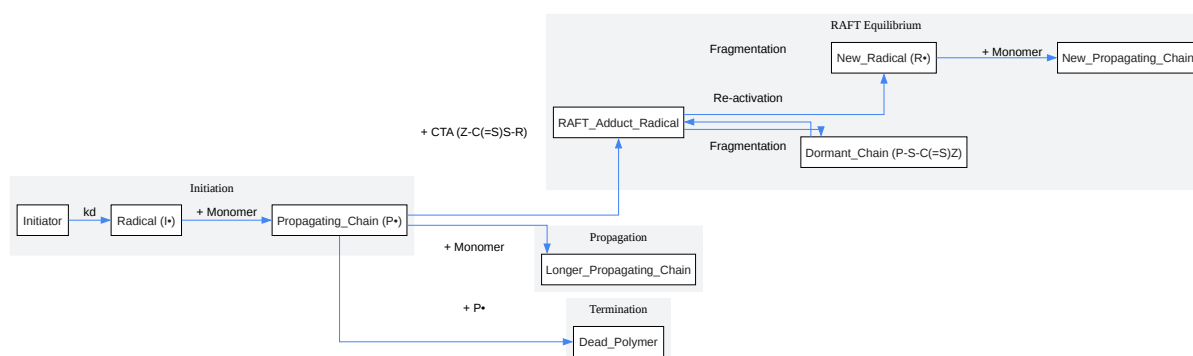 RAFT Equilibrium
Fragmentation
New_Radical (R•)
+ Monomer
New_Propagating_Chain
Re-activation
RAFT_Adduct_Radical
+ CTA (Z-C(=S)S-R)
Fragmentation
Dormant_Chain (P-S-C(=S)Z)
Initiation
Initiator
kd
Radical (I•)
+ Monomer
Propagating_Chain (P•)
+ Monomer
Propagation
Longer_Propagating_Chain
+ P•
Termination
Dead_Polymer